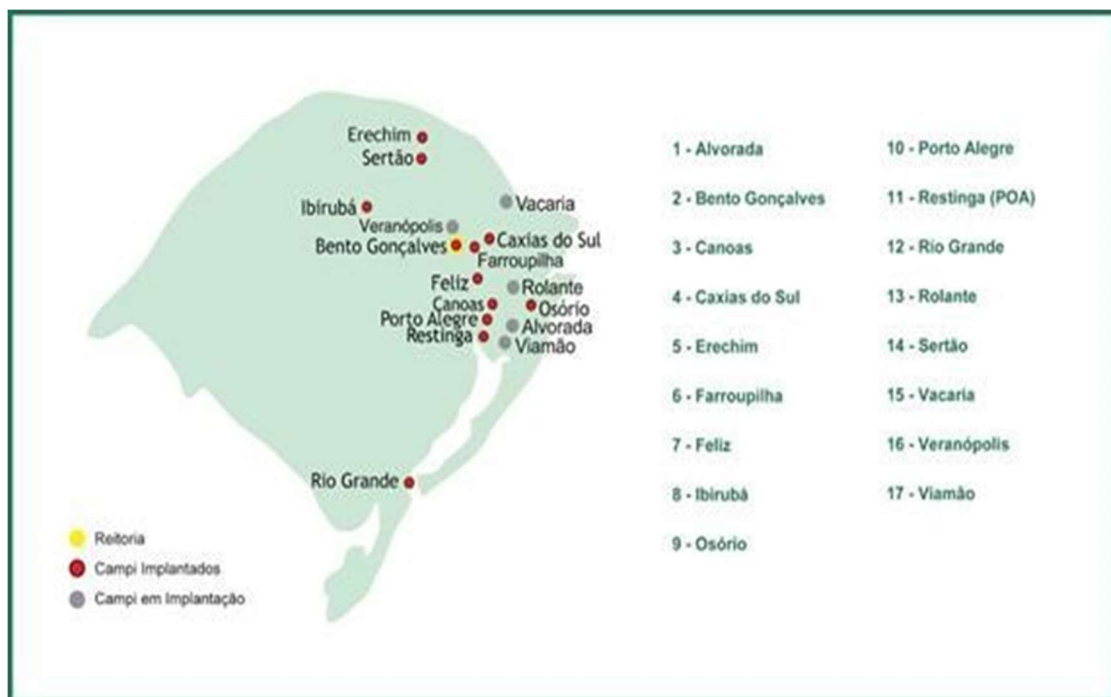 Erechim
Sertão
Ibirubá
Vacaria
Veranópolis
Bento Gonçalves
Caxias do Sul
Farroupilha
Feliz
Rolante
Canoas
Osório
Porto Alegre
Alvorada
Restinga
Viamão
Rio Grande
Reitoria
Campi Implantados
Campi em Implantação
1 - Alvorada
2 - Bento Gonçalves
3 - Canoas
4 - Caxias do Sul
5 - Erechim
6 - Farroupilha
7 - Feliz
8 - Ibirubá
9 - Osório
10 - Porto Alegre
11 - Restinga (POA)
12 - Rio Grande
13 - Rolante
14 - Sertão
15 - Vacaria
16 - Veranópolis
17 - Viamão